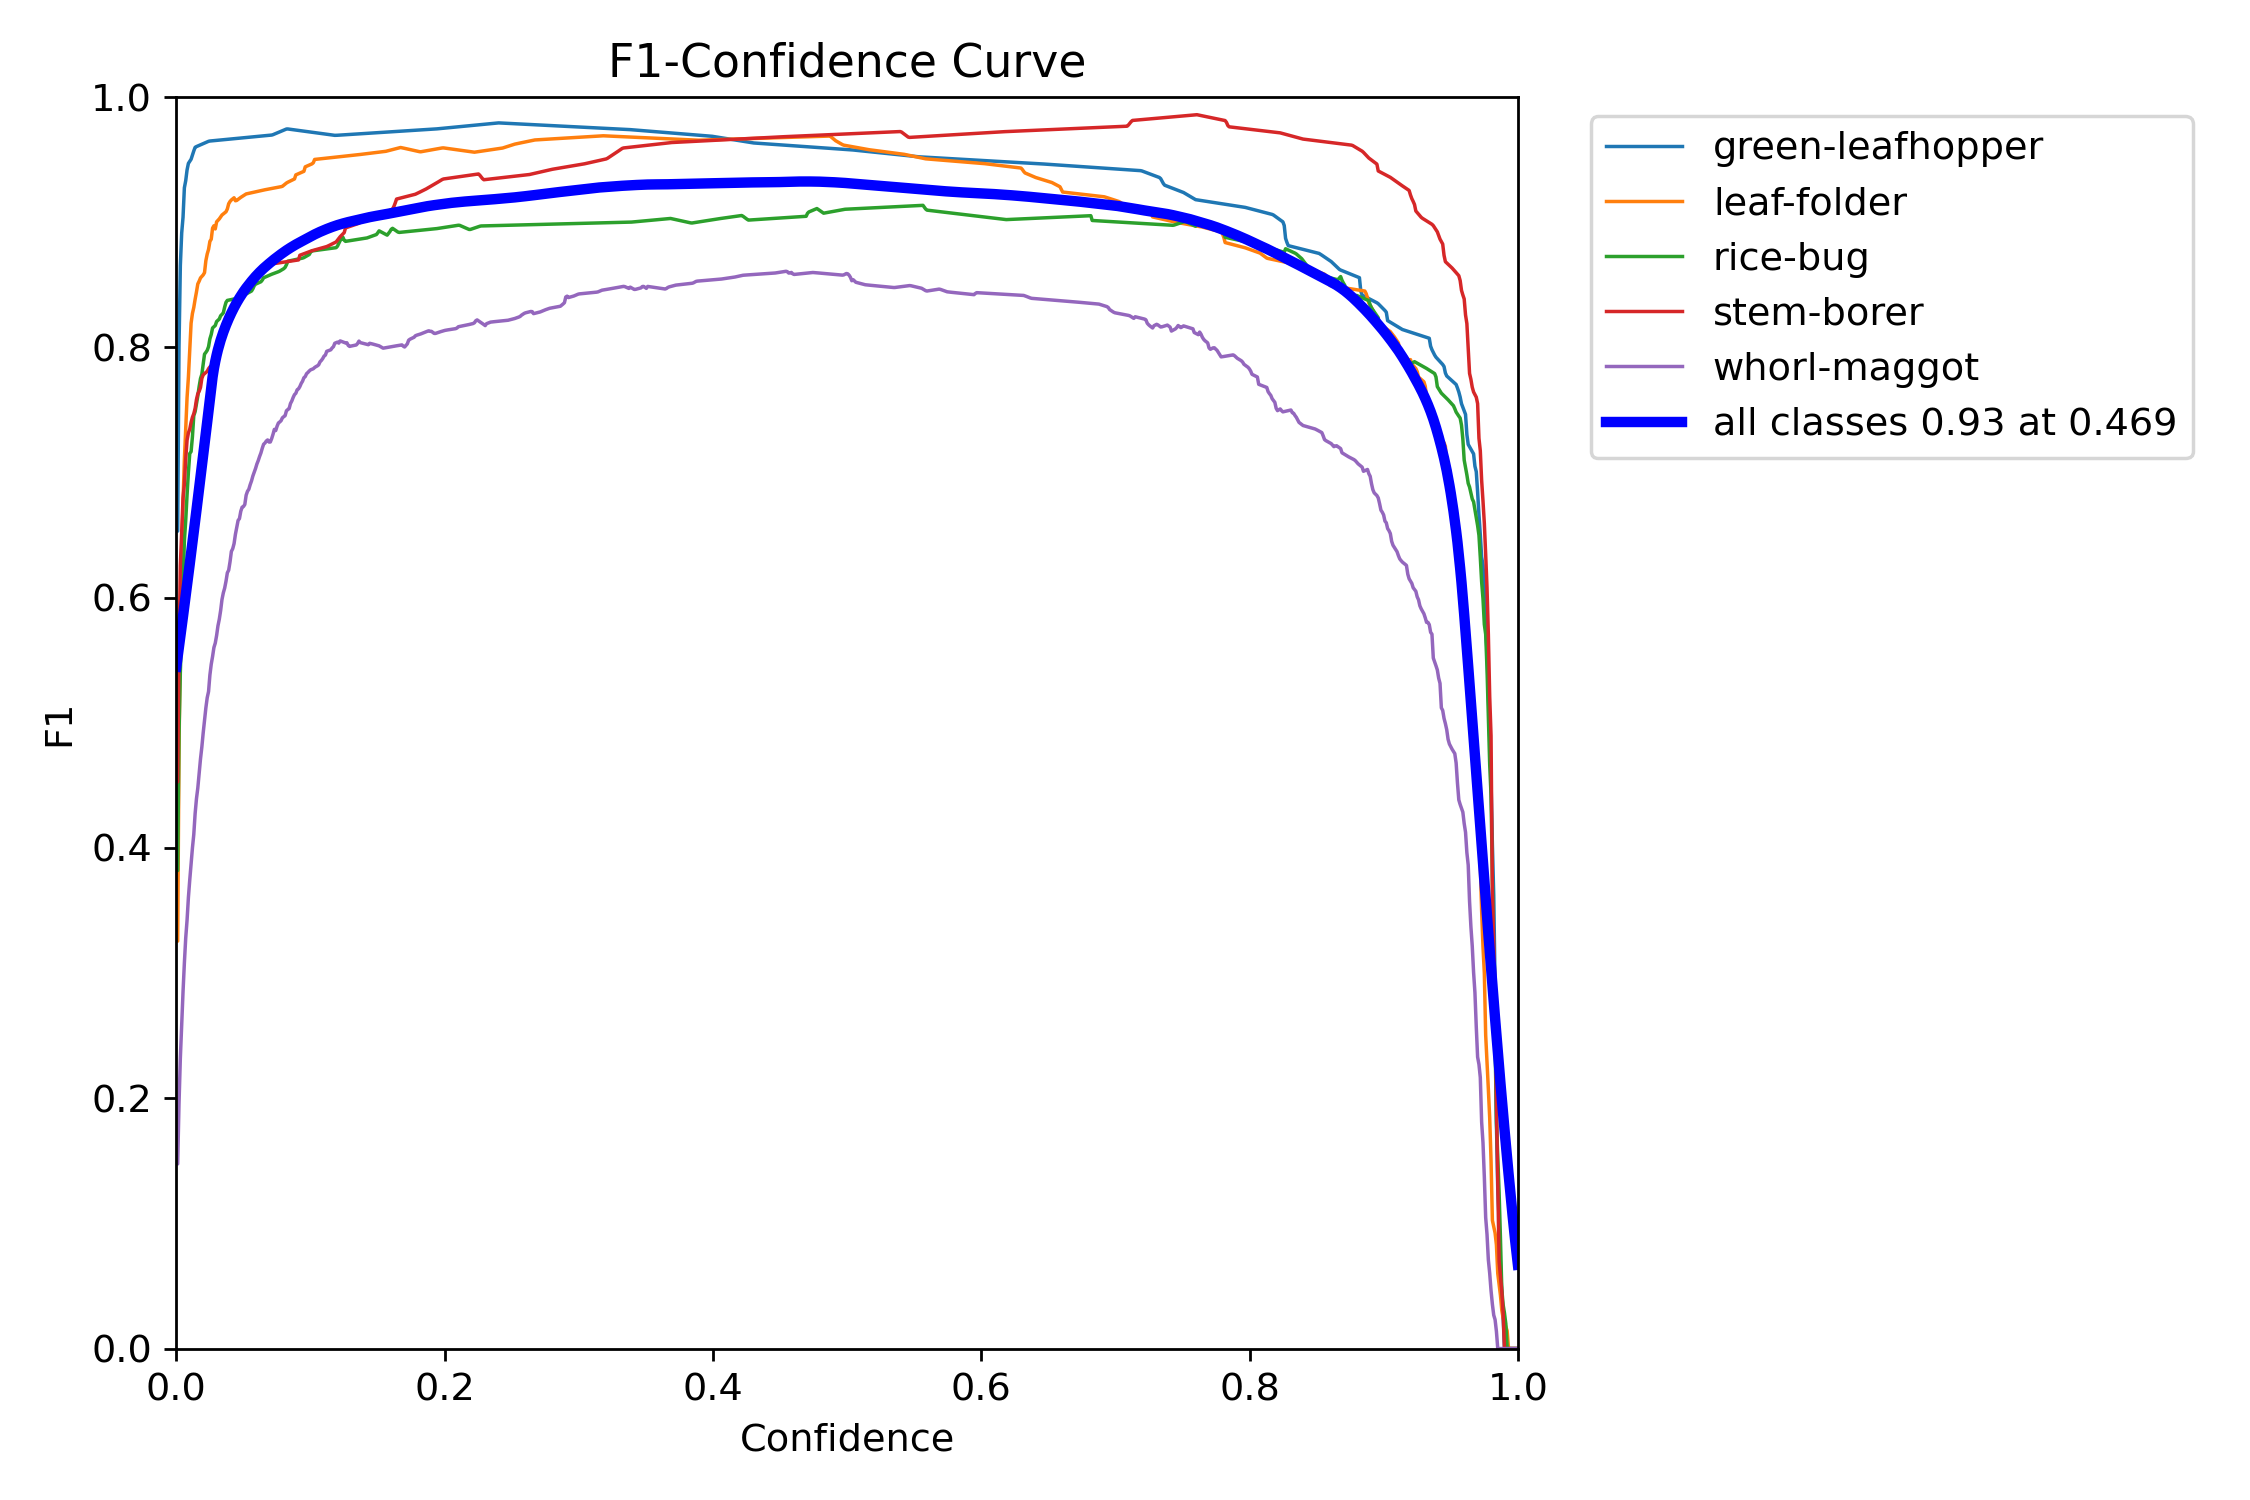 F1-Confidence Curve
1.0
0.8
0.6
0.4
0.2
0.0
F1
0.0 0.2 0.4 0.6 0.8 1.0
Confidence
green-leafhopper
leaf-folder
rice-bug
stem-borer
whorl-maggot
all classes 0.93 at 0.469